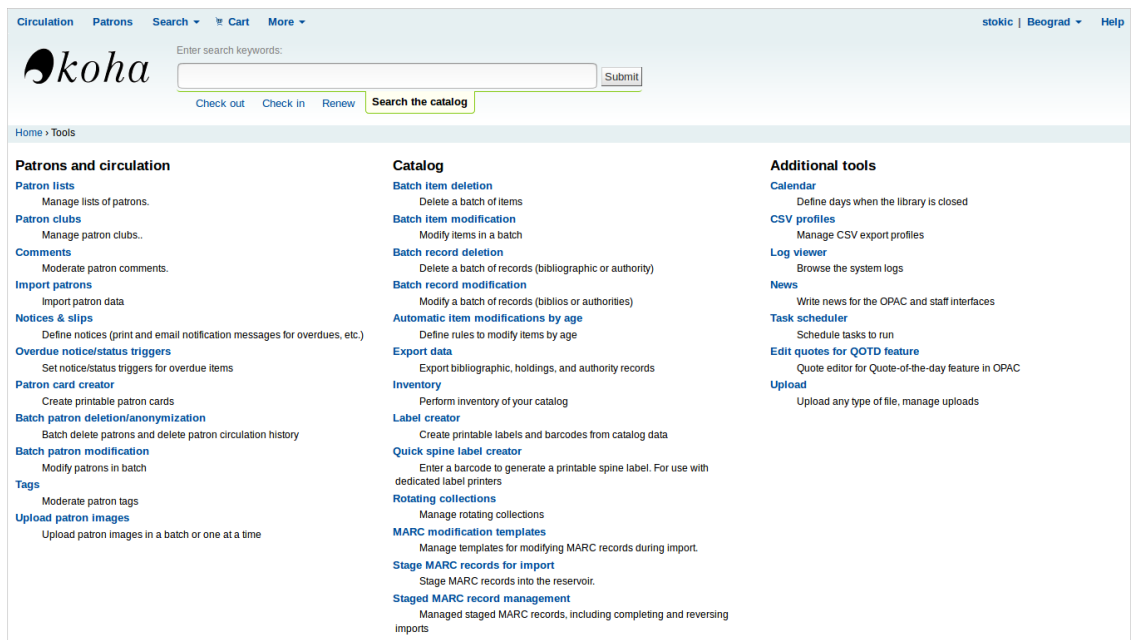 Circulation Patrons Search Cart More stokic | Beograd Help
koha
Enter search keywords:
Submit
Check out Check in Renew Search the catalog
Home › Tools
Patrons and circulation
Patron lists
Manage lists of patrons.
Patron clubs
Manage patron clubs..
Comments
Moderate patron comments.
Import patrons
Import patron data
Notices & slips
Define notices (print and email notification messages for overdues, etc.)
Overdue notice/status triggers
Set notice/status triggers for overdue items
Patron card creator
Create printable patron cards
Batch patron deletion/anonymization
Batch delete patrons and delete patron circulation history
Batch patron modification
Modify patrons in batch
Tags
Moderate patron tags
Upload patron images
Upload patron images in a batch or one at a time
Catalog
Batch item deletion
Delete a batch of items
Batch item modification
Modify items in a batch
Batch record deletion
Delete a batch of records (bibliographic or authority)
Batch record modification
Modify a batch of records (biblios or authorities)
Automatic item modifications by age
Define rules to modify items by age
Export data
Export bibliographic, holdings, and authority records
Inventory
Perform inventory of your catalog
Label creator
Create printable labels and barcodes from catalog data
Quick spine label creator
Enter a barcode to generate a printable spine label. For use with
dedicated label printers
Rotating collections
Manage rotating collections
MARC modification templates
Manage templates for modifying MARC records during import.
Stage MARC records for import
Stage MARC records into the reservoir.
Staged MARC record management
Managed staged MARC records, including completing and reversing
imports
Additional tools
Calendar
Define days when the library is closed
CSV profiles
Manage CSV export profiles
Log viewer
Browse the system logs
News
Write news for the OPAC and staff interfaces
Task scheduler
Schedule tasks to run
Edit quotes for QOTD feature
Quote editor for Quote-of-the-day feature in OPAC
Upload
Upload any type of file, manage uploads